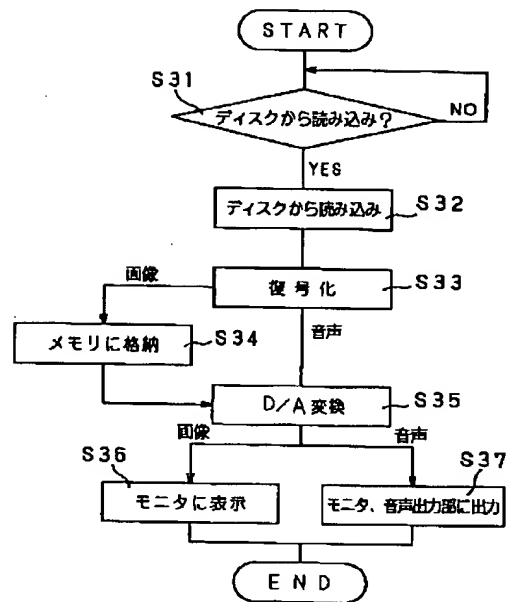 START
S31
ディスクから読み込み？
NO
YES
ディスクから読み込み
S32
画像
復号化
S33
メモリに格納
S34
音声
D/A変換
S35
画像
音声
S36
S37
モニタに表示
モニタ、音声出力部に出力
END